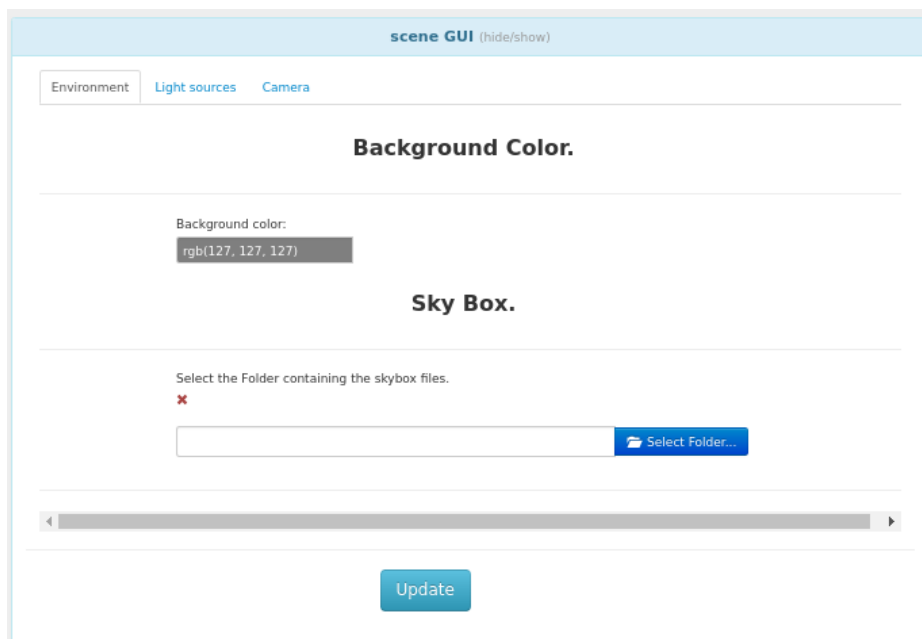 scene GUI (hide/show)
Environment Light sources Camera
Background Color.
Background color:
rgb(127, 127, 127)
Sky Box.
Select the Folder containing the skybox files.
Select Folder...
Update